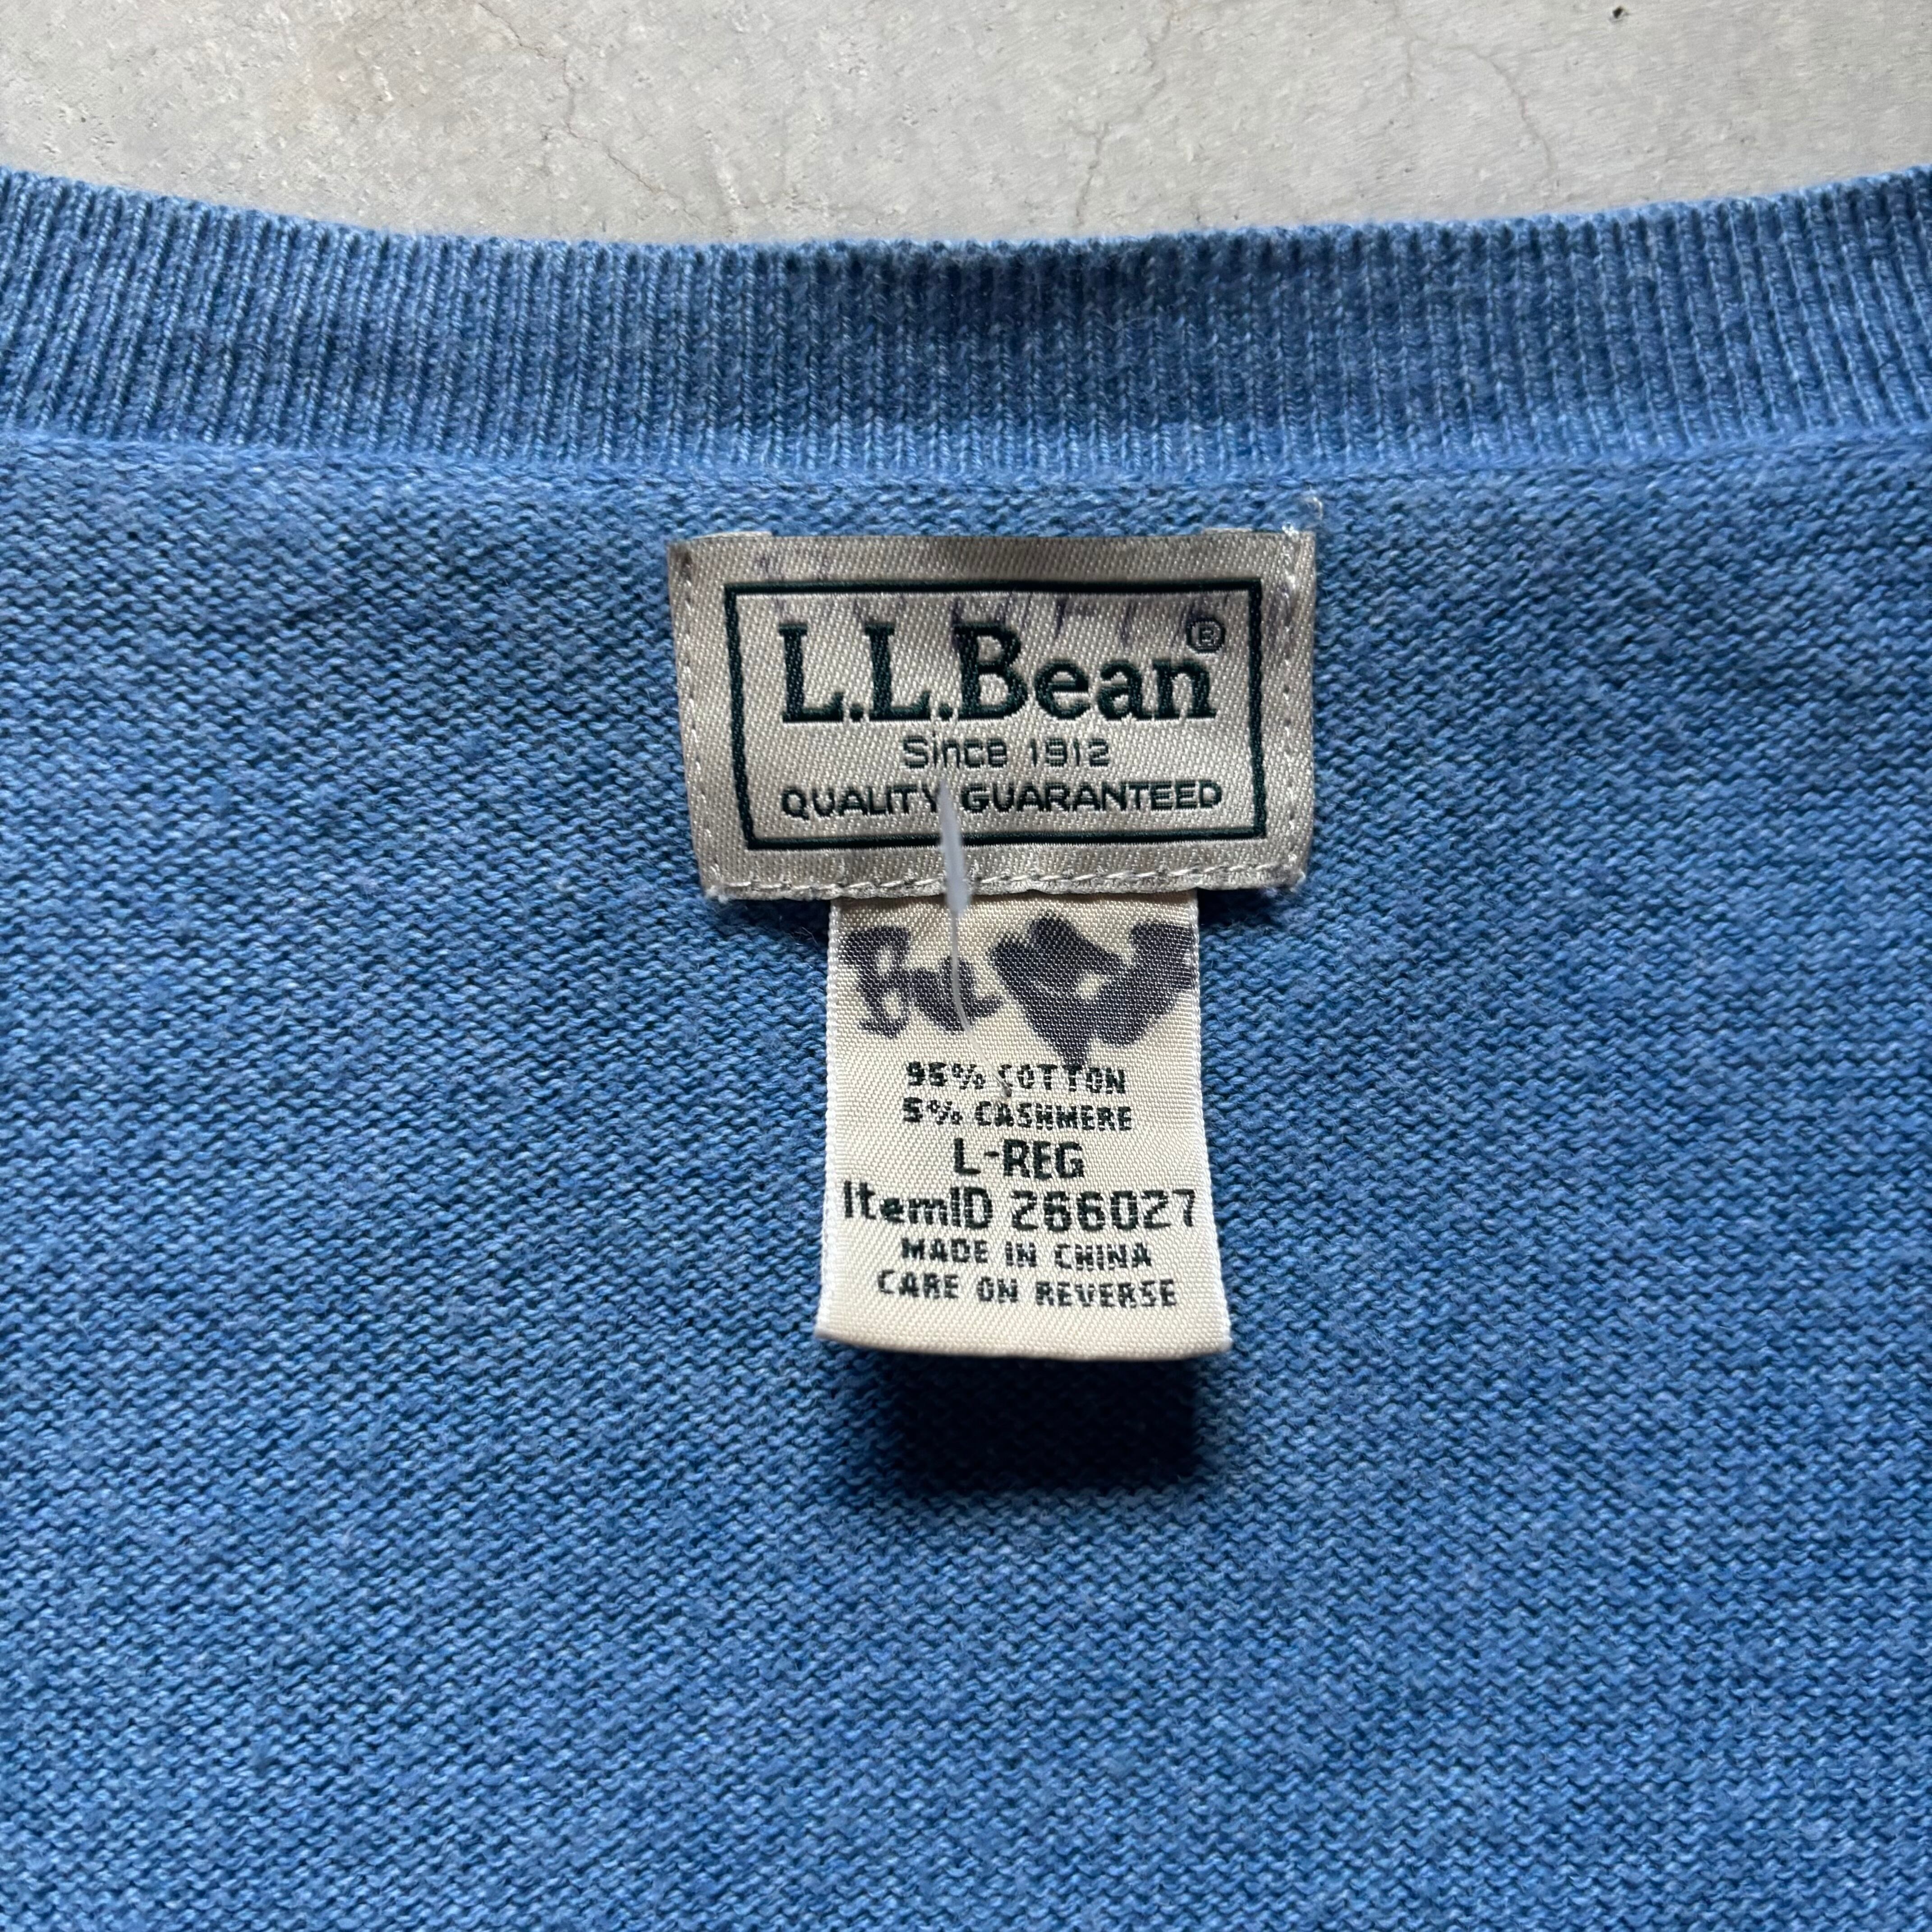 L.L.Bean®
Since 1912
QUALITY GUARANTEED
95% COTTON
5% CASHMERE
L-REG
ItemID 266027
MADE IN CHINA
CARE ON REVERSE